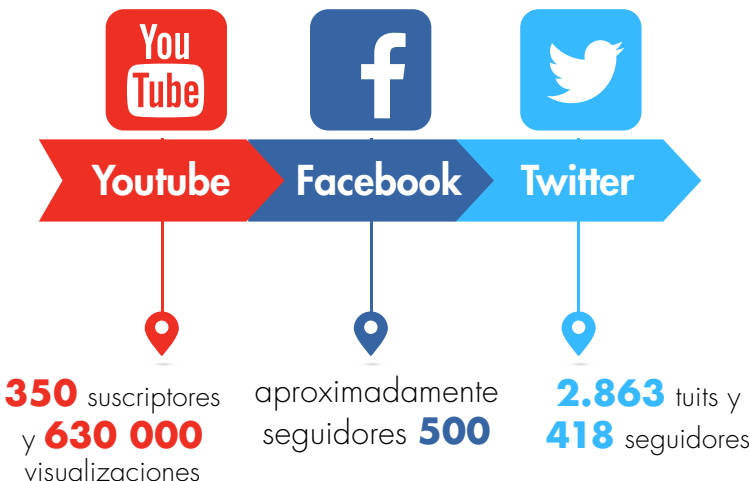 You
Tube
f
Youtube
Facebook
Twitter
350 suscriptores
y 630 000
visualizaciones
aproximadamente
seguidores 500
2.863 tuits y
418 seguidores